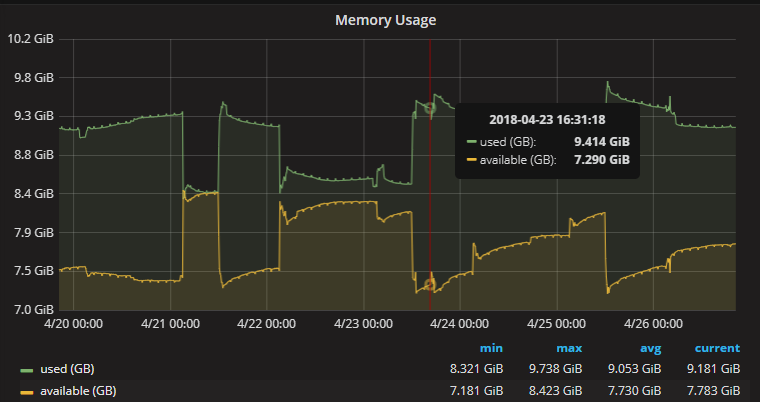 Memory Usage
10.2 GiB
9.8 GiB
9.3 GiB
8.8 GiB
8.4 GiB
7.9 GiB
7.5 GiB
7.0 GiB
2018-04-23 16:31:18
used (GB): 9.414 GiB
available (GB): 7.290 GiB
4/20 00:00 4/21 00:00 4/22 00:00 4/23 00:00 4/24 00:00 4/25 00:00 4/26 00:00
min max avg current
used (GB) 8.321 GiB 9.738 GiB 9.053 GiB 9.181 GiB
available (GB) 7.181 GiB 8.423 GiB 7.730 GiB 7.783 GiB